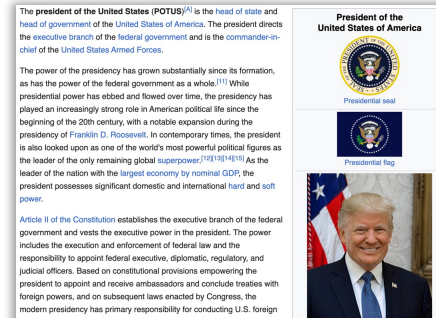 The president of the United States (POTUS)[A] is the head of state and
head of government of the United States of America. The president directs
the executive branch of the federal government and is the commander-in-
chief of the United States Armed Forces.
The power of the presidency has grown substantially since its formation,
as has the power of the federal government as a whole.[11] While
presidential power has ebbed and flowed over time, the presidency has
played an increasingly strong role in American political life since the
beginning of the 20th century, with a notable expansion during the
presidency of Franklin D. Roosevelt. In contemporary times, the president
is also looked upon as one of the world's most powerful political figures as
the leader of the only remaining global superpower.[12][13][14][15] As the
leader of the nation with the largest economy by nominal GDP, the
president possesses significant domestic and international hard and soft
power.
Article II of the Constitution establishes the executive branch of the federal
government and vests the executive power in the president. The power
includes the execution and enforcement of federal law and the
responsibility to appoint federal executive, diplomatic, regulatory, and
judicial officers. Based on constitutional provisions empowering the
president to appoint and receive ambassadors and conclude treaties with
foreign powers, and on subsequent laws enacted by Congress, the
modern presidency has primary responsibility for conducting U.S. foreign
President of the
United States of America
Presidential seal
Presidential flag